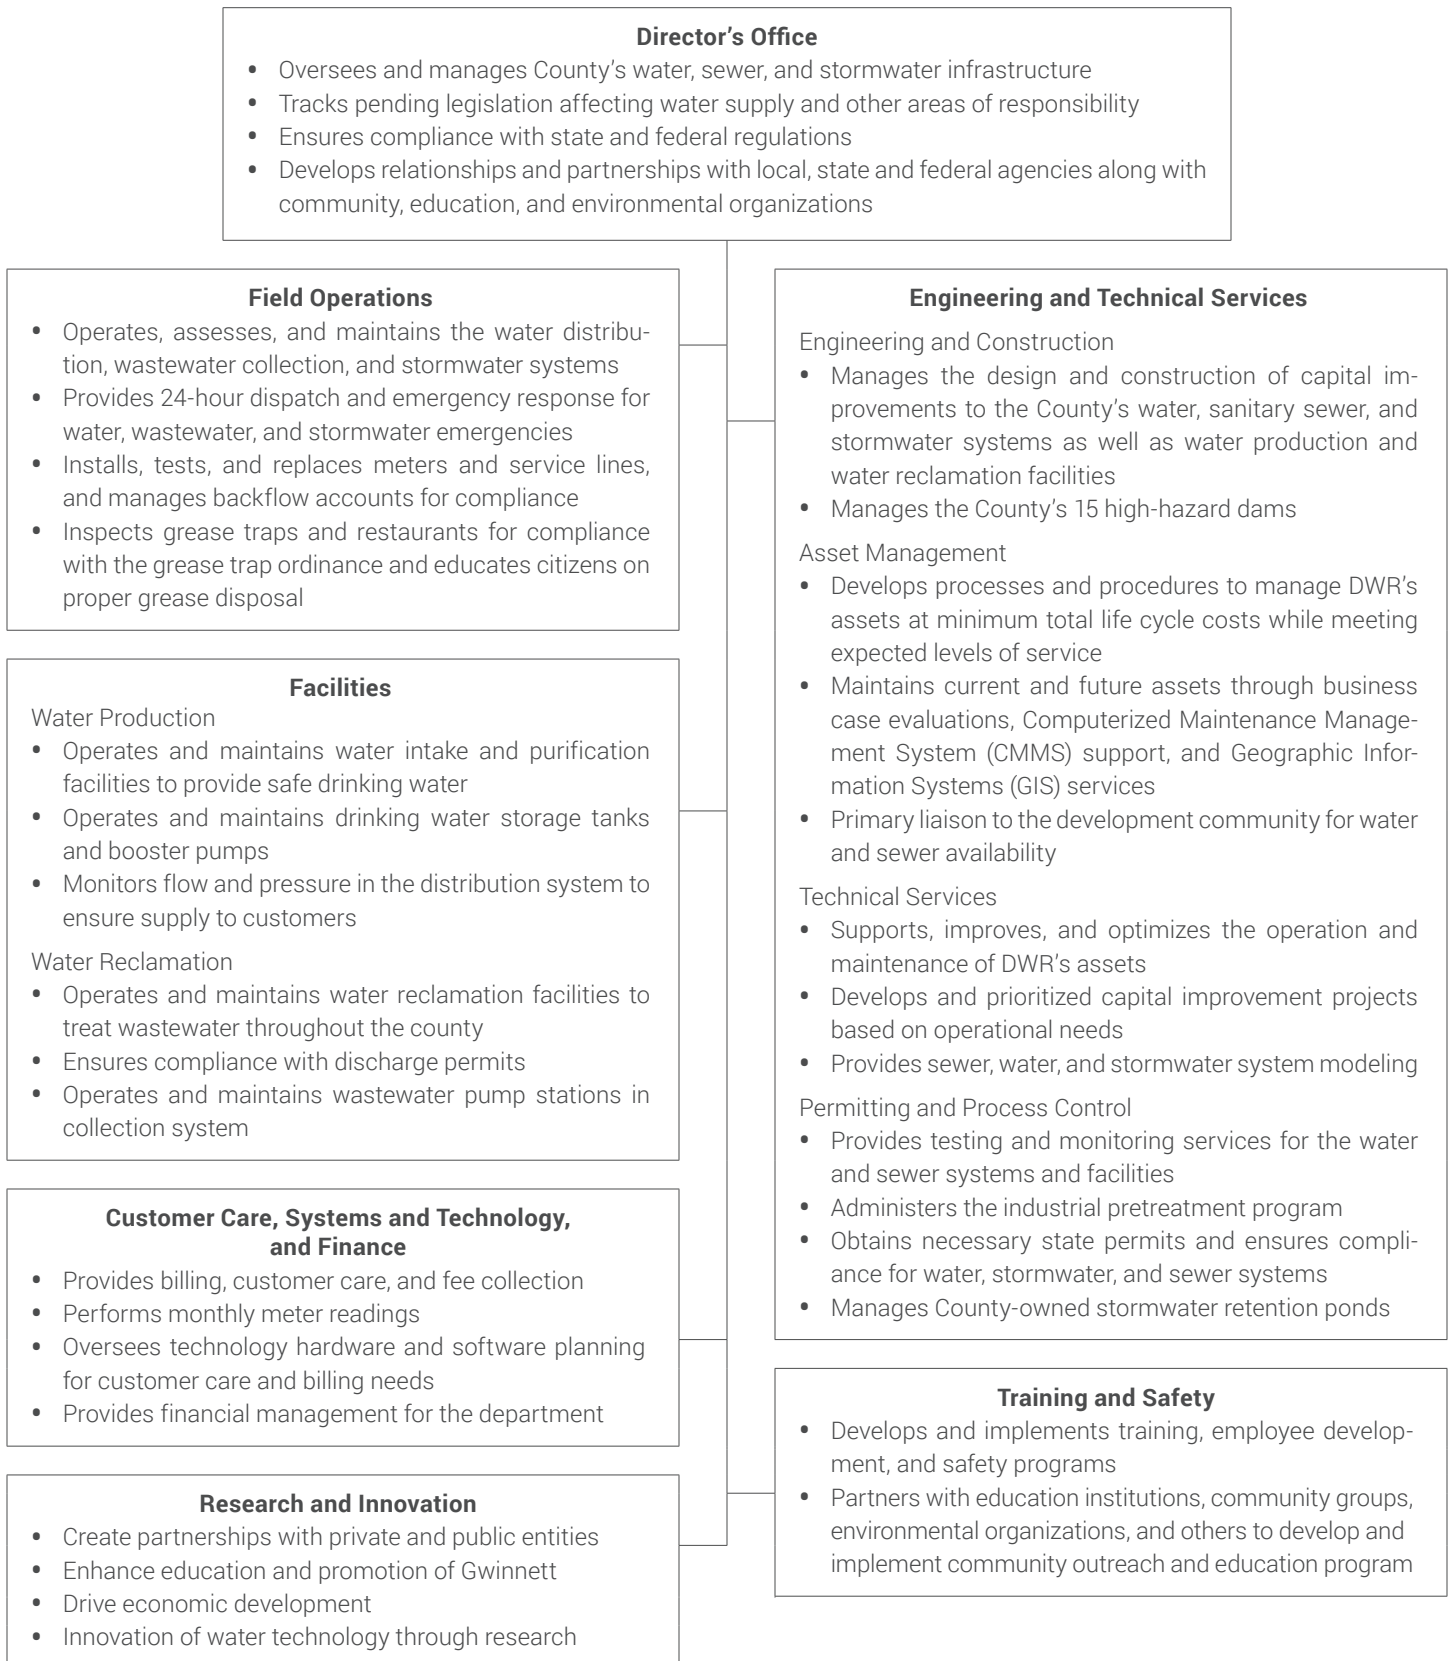 Director's Office
• Oversees and manages County's water, sewer, and stormwater infrastructure
• Tracks pending legislation affecting water supply and other areas of responsibility
• Ensures compliance with state and federal regulations
• Develops relationships and partnerships with local, state and federal agencies along with
community, education, and environmental organizations
Field Operations
• Operates, assesses, and maintains the water distribu-
tion, wastewater collection, and stormwater systems
• Provides 24-hour dispatch and emergency response for
water, wastewater, and stormwater emergencies
• Installs, tests, and replaces meters and service lines,
and manages backflow accounts for compliance
• Inspects grease traps and restaurants for compliance
with the grease trap ordinance and educates citizens on
proper grease disposal
Facilities
Water Production
• Operates and maintains water intake and purification
facilities to provide safe drinking water
• Operates and maintains drinking water storage tanks
and booster pumps
• Monitors flow and pressure in the distribution system to
ensure supply to customers
Water Reclamation
• Operates and maintains water reclamation facilities to
treat wastewater throughout the county
• Ensures compliance with discharge permits
• Operates and maintains wastewater pump stations in
collection system
Customer Care, Systems and Technology,
and Finance
• Provides billing, customer care, and fee collection
• Performs monthly meter readings
• Oversees technology hardware and software planning
for customer care and billing needs
• Provides financial management for the department
Research and Innovation
• Create partnerships with private and public entities
• Enhance education and promotion of Gwinnett
• Drive economic development
• Innovation of water technology through research
Engineering and Technical Services
Engineering and Construction
• Manages the design and construction of capital im-
provements to the County's water, sanitary sewer, and
stormwater systems as well as water production and
water reclamation facilities
• Manages the County's 15 high-hazard dams
Asset Management
• Develops processes and procedures to manage DWR's
assets at minimum total life cycle costs while meeting
expected levels of service
• Maintains current and future assets through business
case evaluations, Computerized Maintenance Manage-
ment System (CMMS) support, and Geographic Infor-
mation Systems (GIS) services
• Primary liaison to the development community for water
and sewer availability
Technical Services
• Supports, improves, and optimizes the operation and
maintenance of DWR's assets
• Develops and prioritized capital improvement projects
based on operational needs
• Provides sewer, water, and stormwater system modeling
Permitting and Process Control
• Provides testing and monitoring services for the water
and sewer systems and facilities
• Administers the industrial pretreatment program
• Obtains necessary state permits and ensures compli-
ance for water, stormwater, and sewer systems
• Manages County-owned stormwater retention ponds
Training and Safety
• Develops and implements training, employee develop-
ment, and safety programs
• Partners with education institutions, community groups,
environmental organizations, and others to develop and
implement community outreach and education program